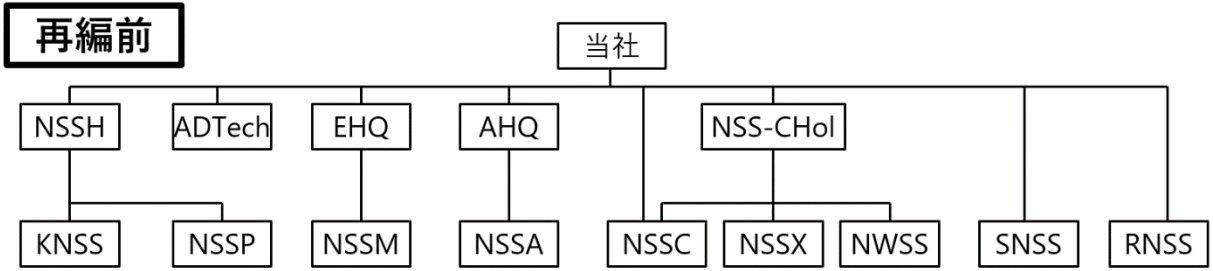 再編前
当社
NSSH
ADTech
EHQ
AHQ
NSS-CHol
KNSS
NSSP
NSSM
NSSA
NSSC
NSSX
NWSS
SNSS
RNSS